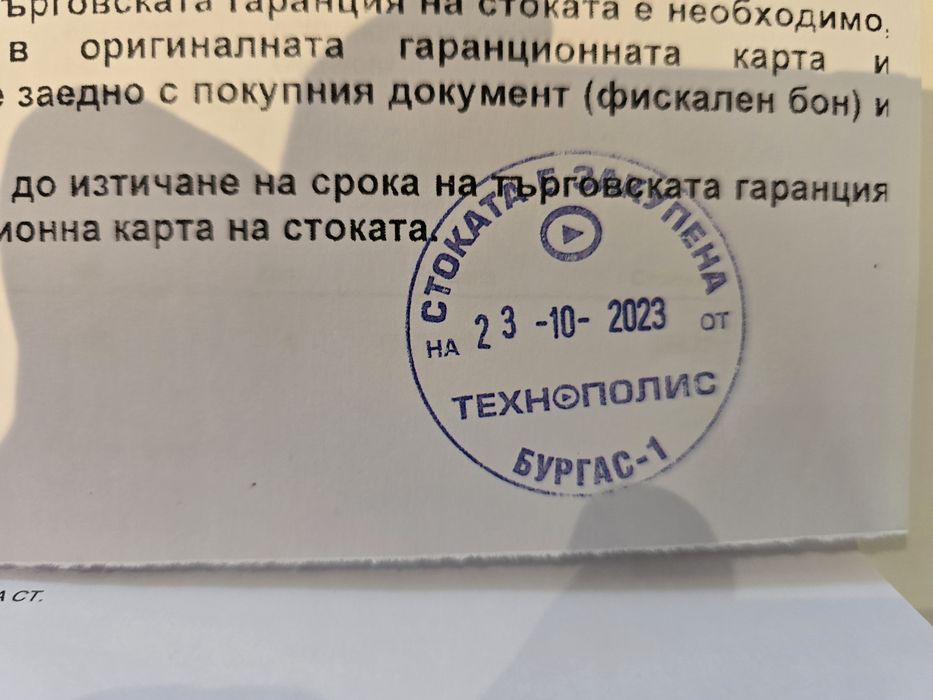 търговската гаранция на стоката е необходимо,
в оригиналната гаранционната карта и
заедно с покупния документ (фискален бон) и
до изтичане на срока на търговската гаранция
карта на стоката.
СТОКАТА Е ЗАКУПЕНА
НА 23-10-2023 ОТ
ТЕХНОПОЛИС
БУРГАС-1
СТ.